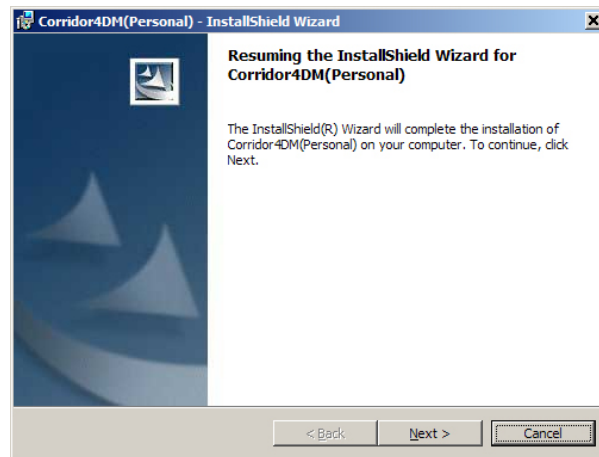 Corridor4DM(Personal) - InstallShield Wizard
Resuming the InstallShield Wizard for
Corridor4DM(Personal)
The InstallShield(R) Wizard will complete the installation of
Corridor4DM(Personal) on your computer. To continue, click
Next.
< Back
Next >
Cancel